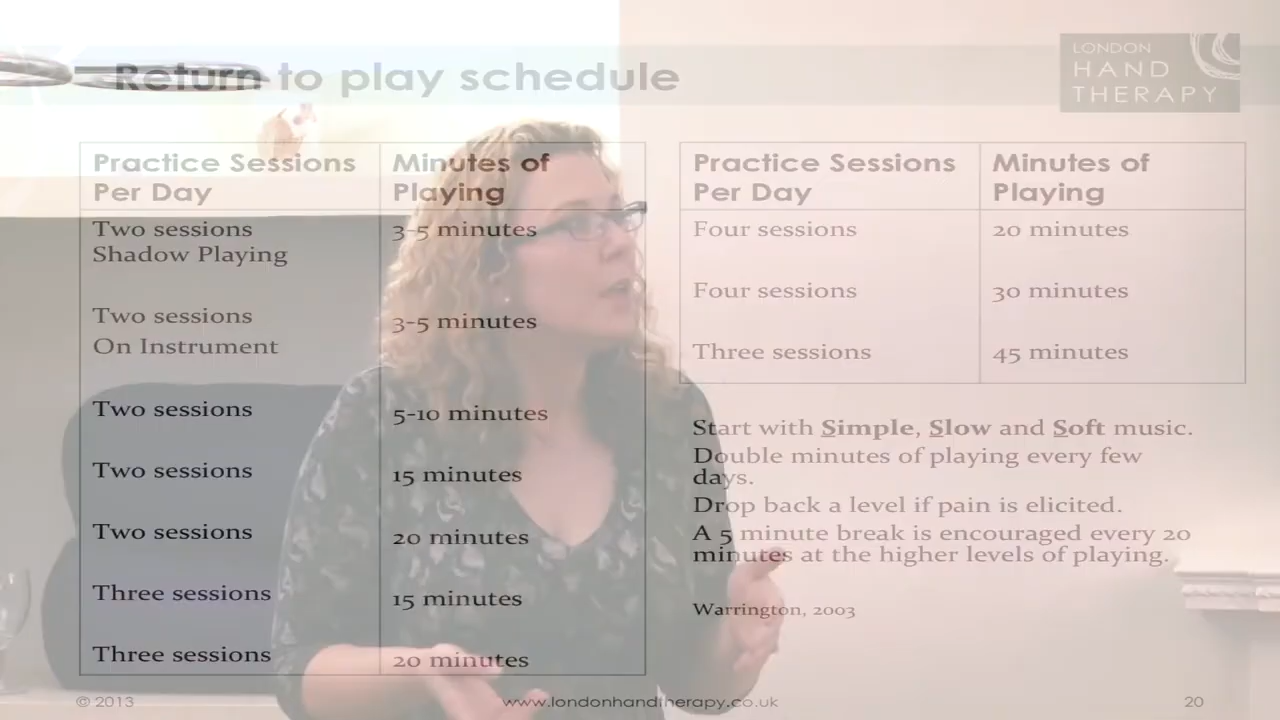 Return to play schedule
LONDON
HAND
THERAPY
Practice Sessions Per Day
Minutes of Playing
Two sessions Shadow Playing
3-5 minutes
Two sessions On Instrument
3-5 minutes
Two sessions
5-10 minutes
Two sessions
15 minutes
Two sessions
20 minutes
Three sessions
15 minutes
Three sessions
20 minutes
Practice Sessions Per Day
Minutes of Playing
Four sessions
20 minutes
Four sessions
30 minutes
Three sessions
45 minutes
Start with Simple, Slow and Soft music.
Double minutes of playing every few
days.
Drop back a level if pain is elicited.
A 5 minute break is encouraged every 20
minutes at the higher levels of playing.
Warrington, 2003
© 2013
www.londonhandtherapy.co.uk
20